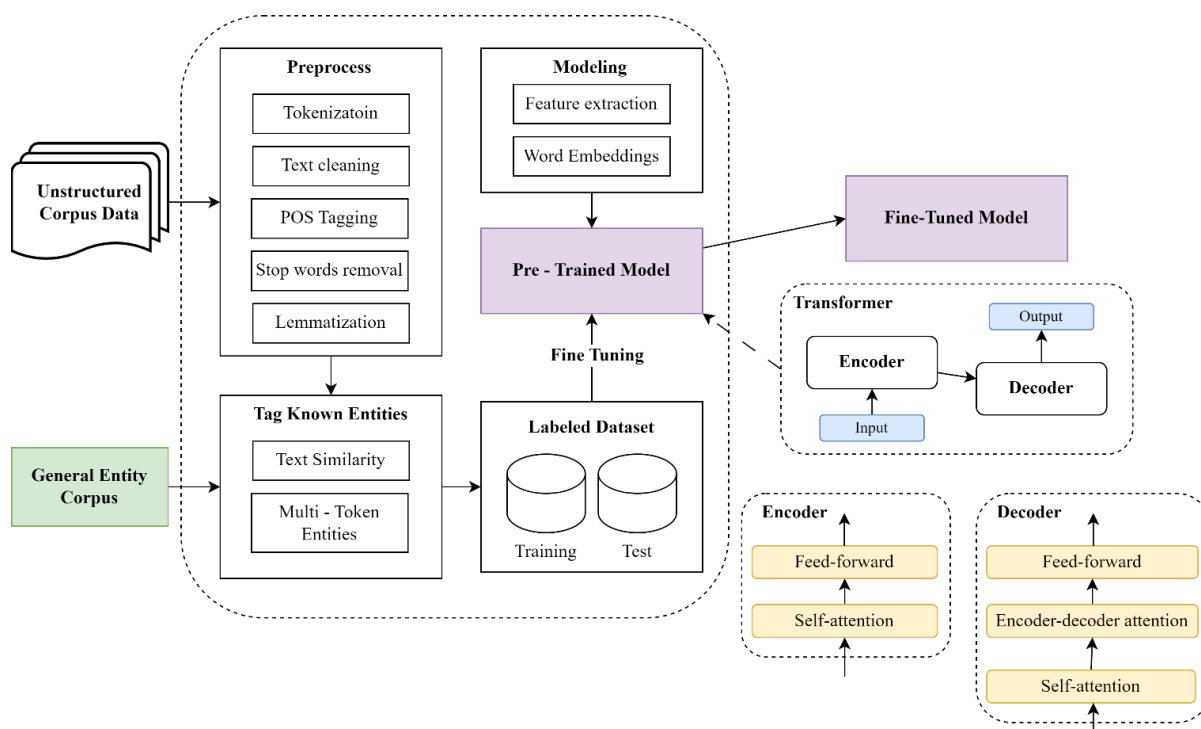 Preprocess
Tokenizatoin
Text cleaning
POS Tagging
Stop words removal
Lemmatization
Modeling
Feature extraction
Word Embeddings
Unstructured
Corpus Data
Pre - Trained Model
Fine-Tuned Model
Fine Tuning
Transformer
Output
Encoder
Decoder
Input
General Entity
Corpus
Tag Known Entities
Text Similarity
Multi - Token
Entities
Labeled Dataset
Training
Test
Encoder
Feed-forward
Self-attention
Decoder
Feed-forward
Encoder-decoder attention
Self-attention